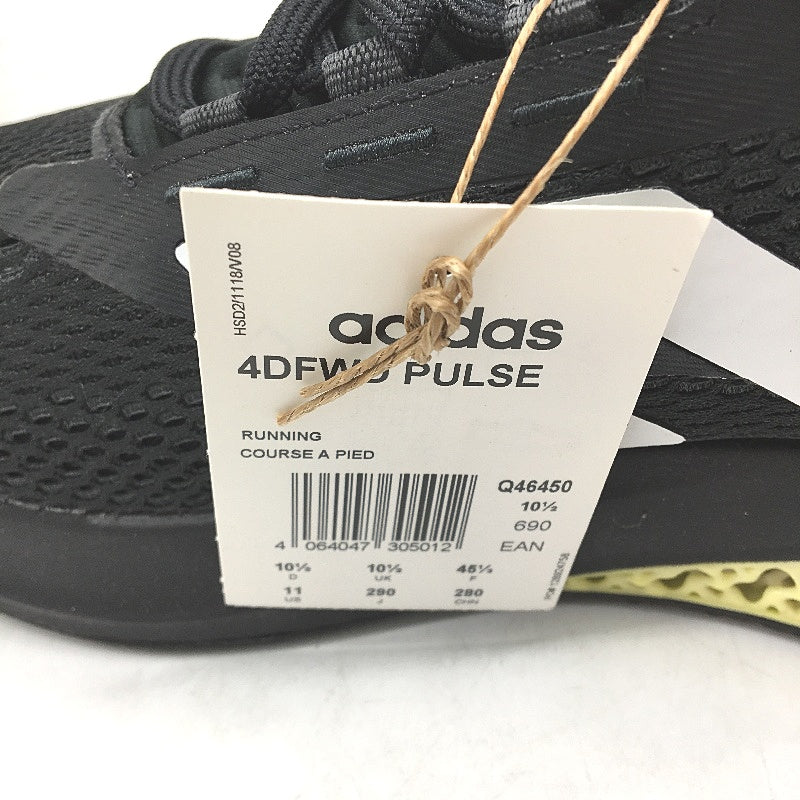 HSD2/1118/V08
adidas
4DFWD PULSE
RUNNING
COURSE A PIED
Q46450
10½
690
EAN
4 064047 305012
10½ 10½ 45⅓
D UK F
11 290 280
US J CHN